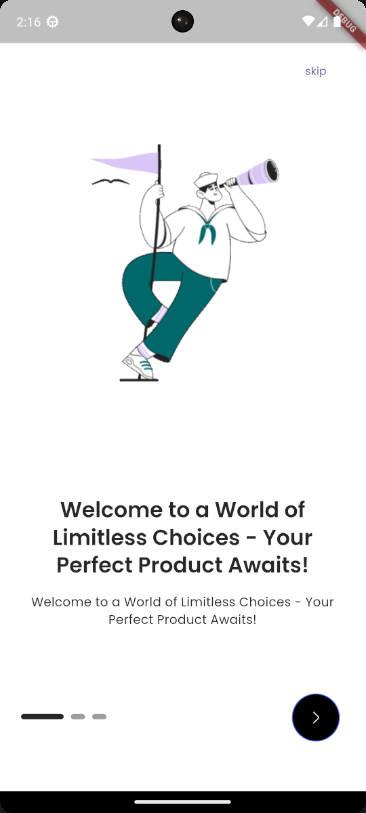 2:16
DEBUG
skip
Welcome to a World of
Limitless Choices - Your
Perfect Product Awaits!
Welcome to a World of Limitless Choices - Your
Perfect Product Awaits!